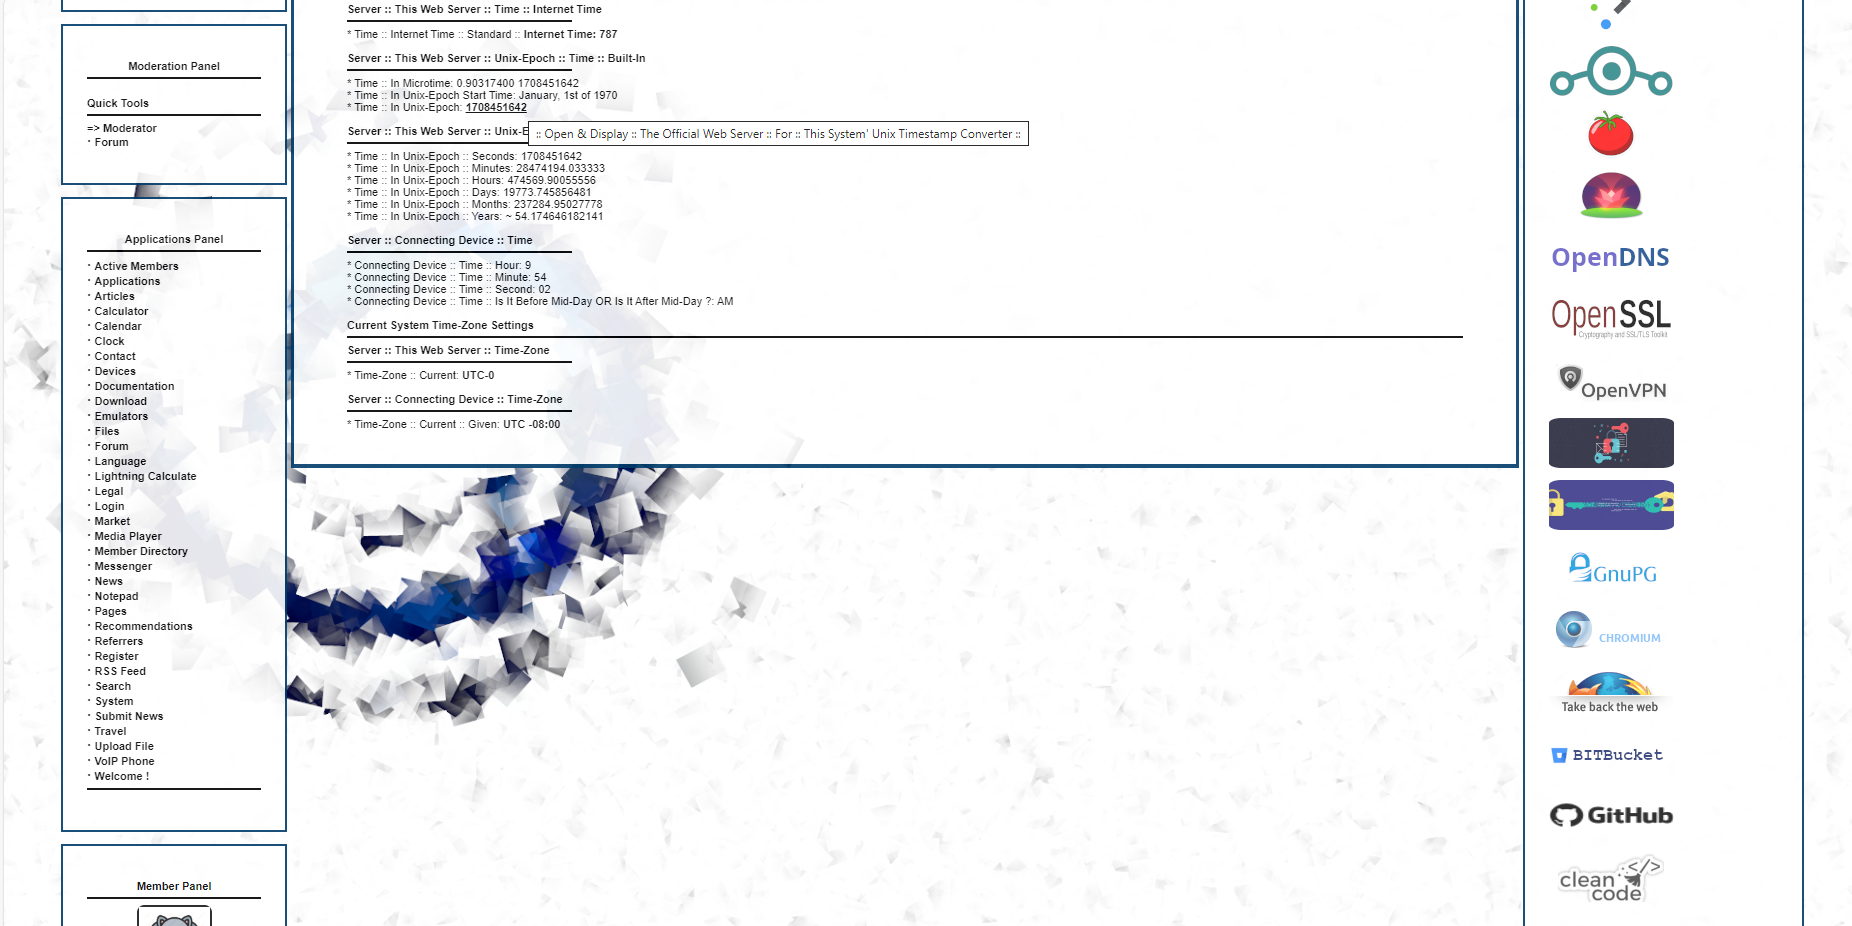 Moderation Panel
Quick Tools
=> Moderator
· Forum
Applications Panel
· Active Members
· Applications
· Articles
· Calculator
· Calendar
· Clock
· Contact
· Devices
· Documentation
· Download
· Emulators
· Files
· Forum
· Language
· Lightning Calculate
· Legal
· Login
· Market
· Media Player
· Member Directory
· Messenger
· News
· Notepad
· Pages
· Recommendations
· Referrers
· Register
· RSS Feed
· Search
· System
· Submit News
· Travel
· Upload File
· VoIP Phone
· Welcome !
Member Panel
Server :: This Web Server :: Time :: Internet Time
* Time :: Internet Time :: Standard :: Internet Time: 787
Server :: This Web Server :: Unix-Epoch :: Time :: Built-In
* Time :: In Microtime: 0.90317400 1708451642
* Time :: In Unix-Epoch Start Time: January, 1st of 1970
* Time :: In Unix-Epoch: 1708451642
Server :: This Web Server :: Unix-E
:: Open & Display :: The Official Web Server :: For :: This System' Unix Timestamp Converter ::
* Time :: In Unix-Epoch :: Seconds: 1708451642
* Time :: In Unix-Epoch :: Minutes: 28474194.033333
* Time :: In Unix-Epoch :: Hours: 474569.90055556
* Time :: In Unix-Epoch :: Days: 19773.745856481
* Time :: In Unix-Epoch :: Months: 237284.95027778
* Time :: In Unix-Epoch :: Years: ~ 54.174646182141
Server :: Connecting Device :: Time
* Connecting Device :: Time :: Hour: 9
* Connecting Device :: Time :: Minute: 54
* Connecting Device :: Time :: Second: 02
* Connecting Device :: Time :: Is It Before Mid-Day OR Is It After Mid-Day ?: AM
Current System Time-Zone Settings
Server :: This Web Server :: Time-Zone
* Time-Zone :: Current: UTC-0
Server :: Connecting Device :: Time-Zone
* Time-Zone :: Current :: Given: UTC -08:00
OpenDNS
OpenSSL
Cryptography and SSL/TLS Toolkit
OpenVPN
GnuPG
CHROMIUM
Take back the web
BITBucket
GitHub
clean
code